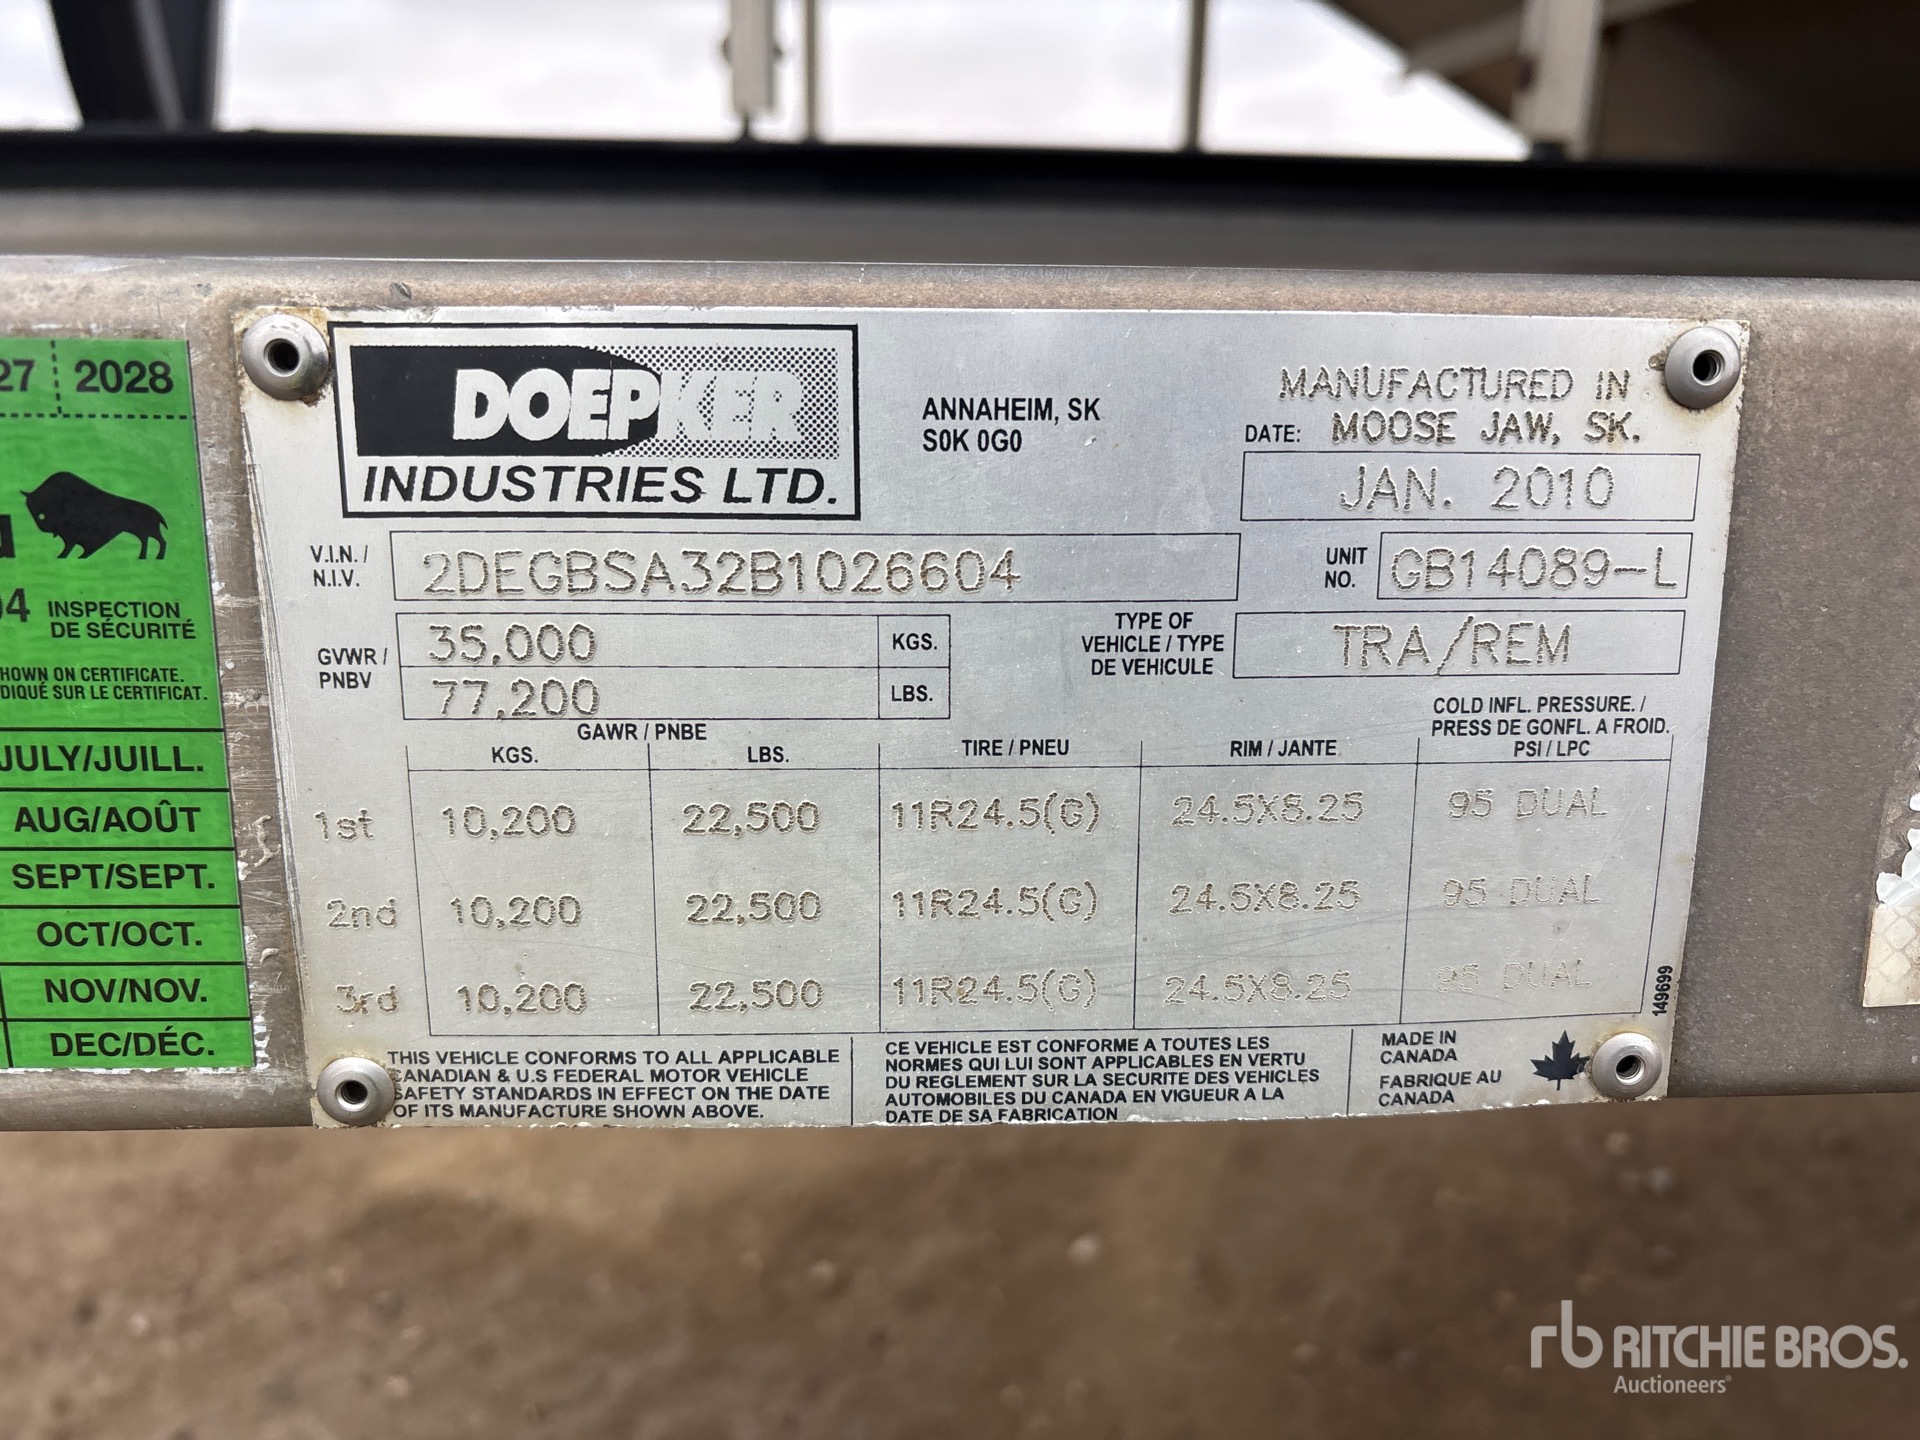 27 2028
04 INSPECTION
DE SÉCURITÉ
HOWN ON CERTIFICATE.
DIQUÉ SUR LE CERTIFICAT.
JULY/JUILL.
AUG/AOÛT
SEPT/SEPT.
OCT/OCT.
NOV/NOV.
DEC/DÉC.
DOEPKER
INDUSTRIES LTD.
ANNAHEIM, SK
S0K 0G0
MANUFACTURED IN
DATE: MOOSE JAW, SK.
JAN. 2010
V.I.N. /
N.I.V.
2DEGBSA32B1026604
UNIT
NO.
GB14089-L
GVWR /
PNBV
35,000 KGS.
77,200 LBS.
TYPE OF
VEHICLE / TYPE
DE VEHICULE
TRA/REM
GAWR / PNBE
KGS. LBS. TIRE / PNEU RIM / JANTE
COLD INFL. PRESSURE. /
PRESS DE GONFL. A FROID.
PSI / LPC
1st 10,200 22,500 11R24.5(G) 24.5X8.25 95 DUAL
2nd 10,200 22,500 11R24.5(G) 24.5X8.25 95 DUAL
3rd 10,200 22,500 11R24.5(G) 24.5X8.25 95 DUAL
149699
THIS VEHICLE CONFORMS TO ALL APPLICABLE
CANADIAN & U.S FEDERAL MOTOR VEHICLE
SAFETY STANDARDS IN EFFECT ON THE DATE
OF ITS MANUFACTURE SHOWN ABOVE.
CE VEHICLE EST CONFORME A TOUTES LES
NORMES QUI LUI SONT APPLICABLES EN VERTU
DU REGLEMENT SUR LA SECURITE DES VEHICLES
AUTOMOBILES DU CANADA EN VIGUEUR A LA
DATE DE SA FABRICATION
MADE IN
CANADA
FABRIQUE AU
CANADA
rb RITCHIE BROS.
Auctioneers